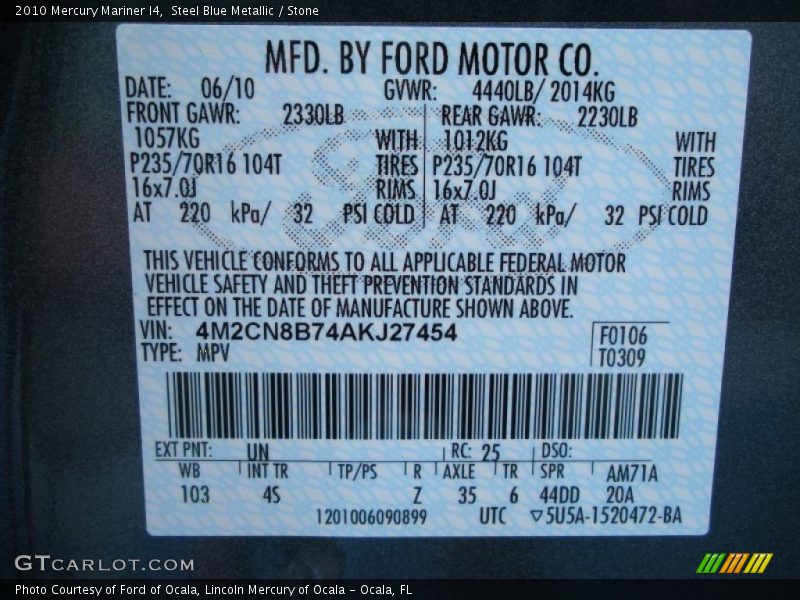 2010 Mercury Mariner I4, Steel Blue Metallic / Stone
MFD. BY FORD MOTOR CO.
DATE: 06/10 GVWR: 4440LB/ 2014KG
FRONT GAWR: 2330LB REAR GAWR: 2230LB
1057KG WITH 1012KG WITH
P235/70R16 104T TIRES P235/70R16 104T TIRES
16x7.0J RIMS 16x7.0J RIMS
AT 220 kPa/ 32 PSI COLD AT 220 kPa/ 32 PSI COLD
THIS VEHICLE CONFORMS TO ALL APPLICABLE FEDERAL MOTOR
VEHICLE SAFETY AND THEFT PREVENTION STANDARDS IN
EFFECT ON THE DATE OF MANUFACTURE SHOWN ABOVE.
VIN: 4M2CN8B74AKJ27454 F0106
TYPE: MPV T0309
EXT PNT: UN RC: 25 DSO:
WB INT TR TP/PS R AXLE TR SPR AM71A
103 4S Z 35 6 44DD 20A
1201006090899 UTC ▽5U5A-1520472-BA
GTCARLOT.COM
Photo Courtesy of Ford of Ocala, Lincoln Mercury of Ocala - Ocala, FL